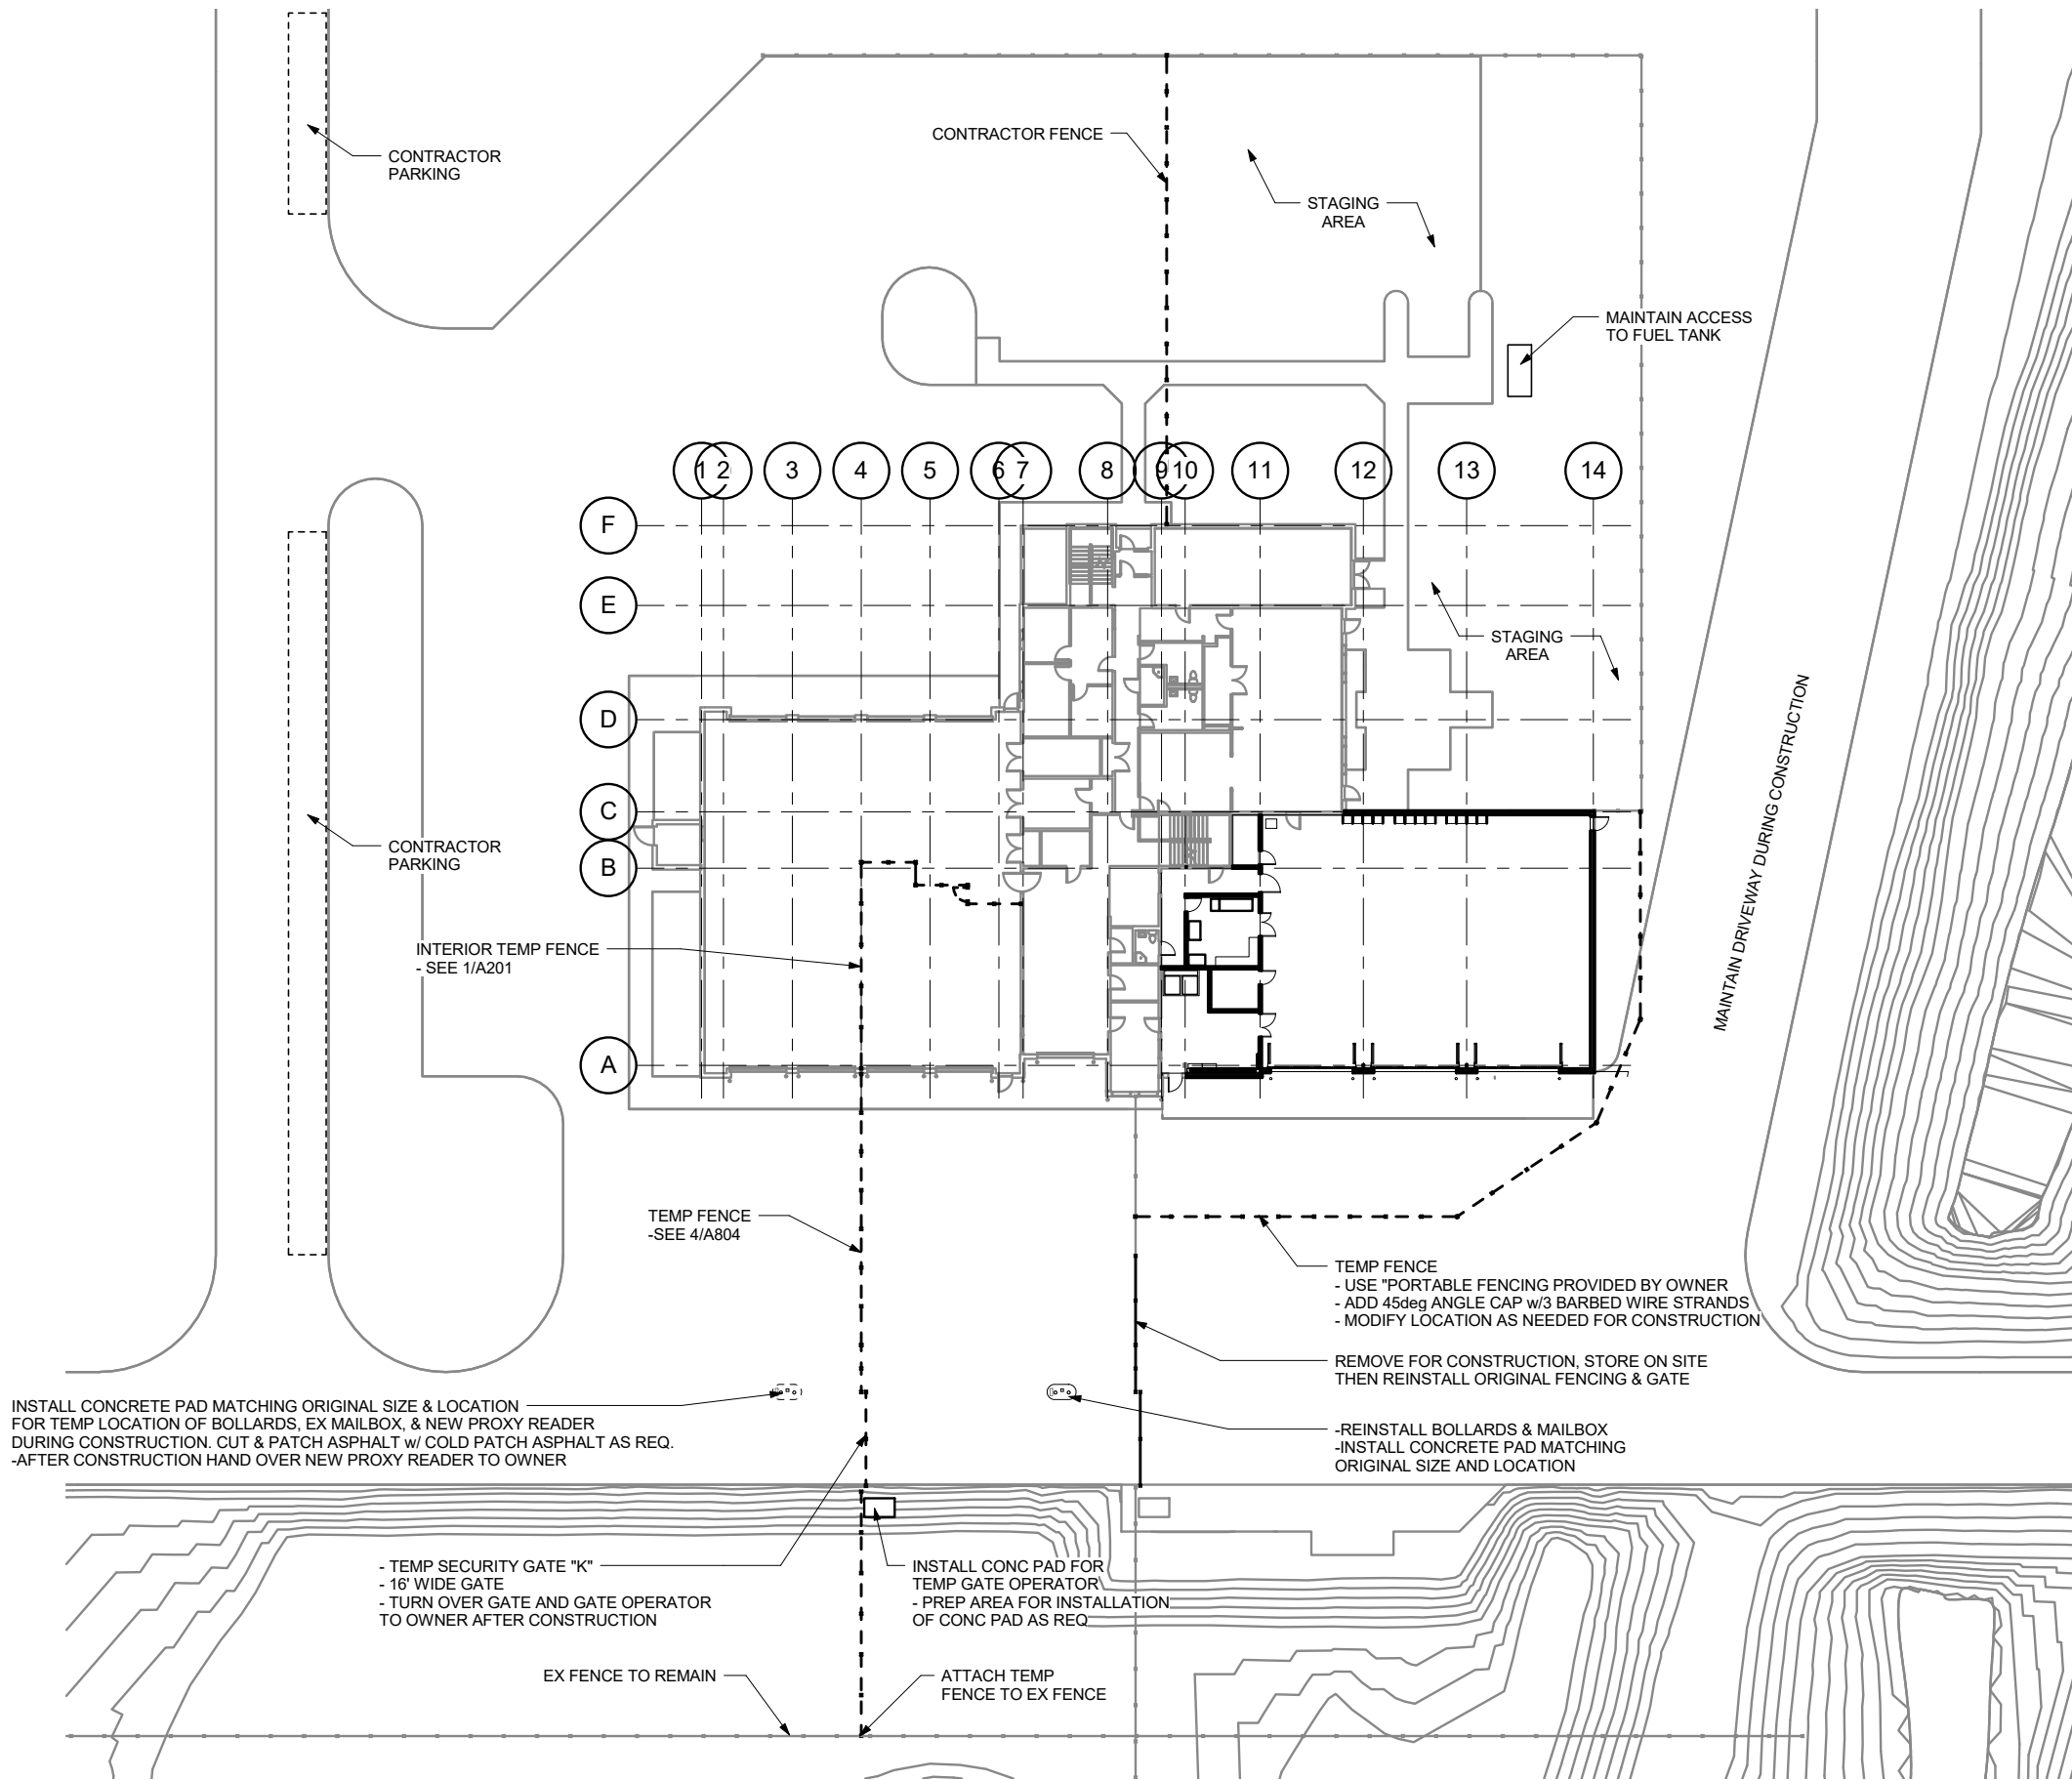 CONTRACTOR FENCE
CONTRACTOR
PARKING
STAGING
AREA
MAINTAIN ACCESS
TO FUEL TANK
1
2
3
4
5
6
7
8
9
10
11
12
13
14
F
E
STAGING
AREA
D
C
MAINTAIN DRIVEWAY DURING CONSTRUCTION
CONTRACTOR
PARKING
B
INTERIOR TEMP FENCE
- SEE 1/A201
A
TEMP FENCE
-SEE 4/A804
TEMP FENCE
- USE "PORTABLE FENCING PROVIDED BY OWNER
- ADD 45deg ANGLE CAP w/3 BARBED WIRE STRANDS
- MODIFY LOCATION AS NEEDED FOR CONSTRUCTION
REMOVE FOR CONSTRUCTION, STORE ON SITE
THEN REINSTALL ORIGINAL FENCING & GATE
INSTALL CONCRETE PAD MATCHING ORIGINAL SIZE & LOCATION
FOR TEMP LOCATION OF BOLLARDS, EX MAILBOX, & NEW PROXY READER
DURING CONSTRUCTION. CUT & PATCH ASPHALT w/ COLD PATCH ASPHALT AS REQ.
-AFTER CONSTRUCTION HAND OVER NEW PROXY READER TO OWNER
-REINSTALL BOLLARDS & MAILBOX
-INSTALL CONCRETE PAD MATCHING
ORIGINAL SIZE AND LOCATION
- TEMP SECURITY GATE "K"
- 16' WIDE GATE
- TURN OVER GATE AND GATE OPERATOR
TO OWNER AFTER CONSTRUCTION
INSTALL CONC PAD FOR
TEMP GATE OPERATOR
- PREP AREA FOR INSTALLATION
OF CONC PAD AS REQ
EX FENCE TO REMAIN
ATTACH TEMP
FENCE TO EX FENCE